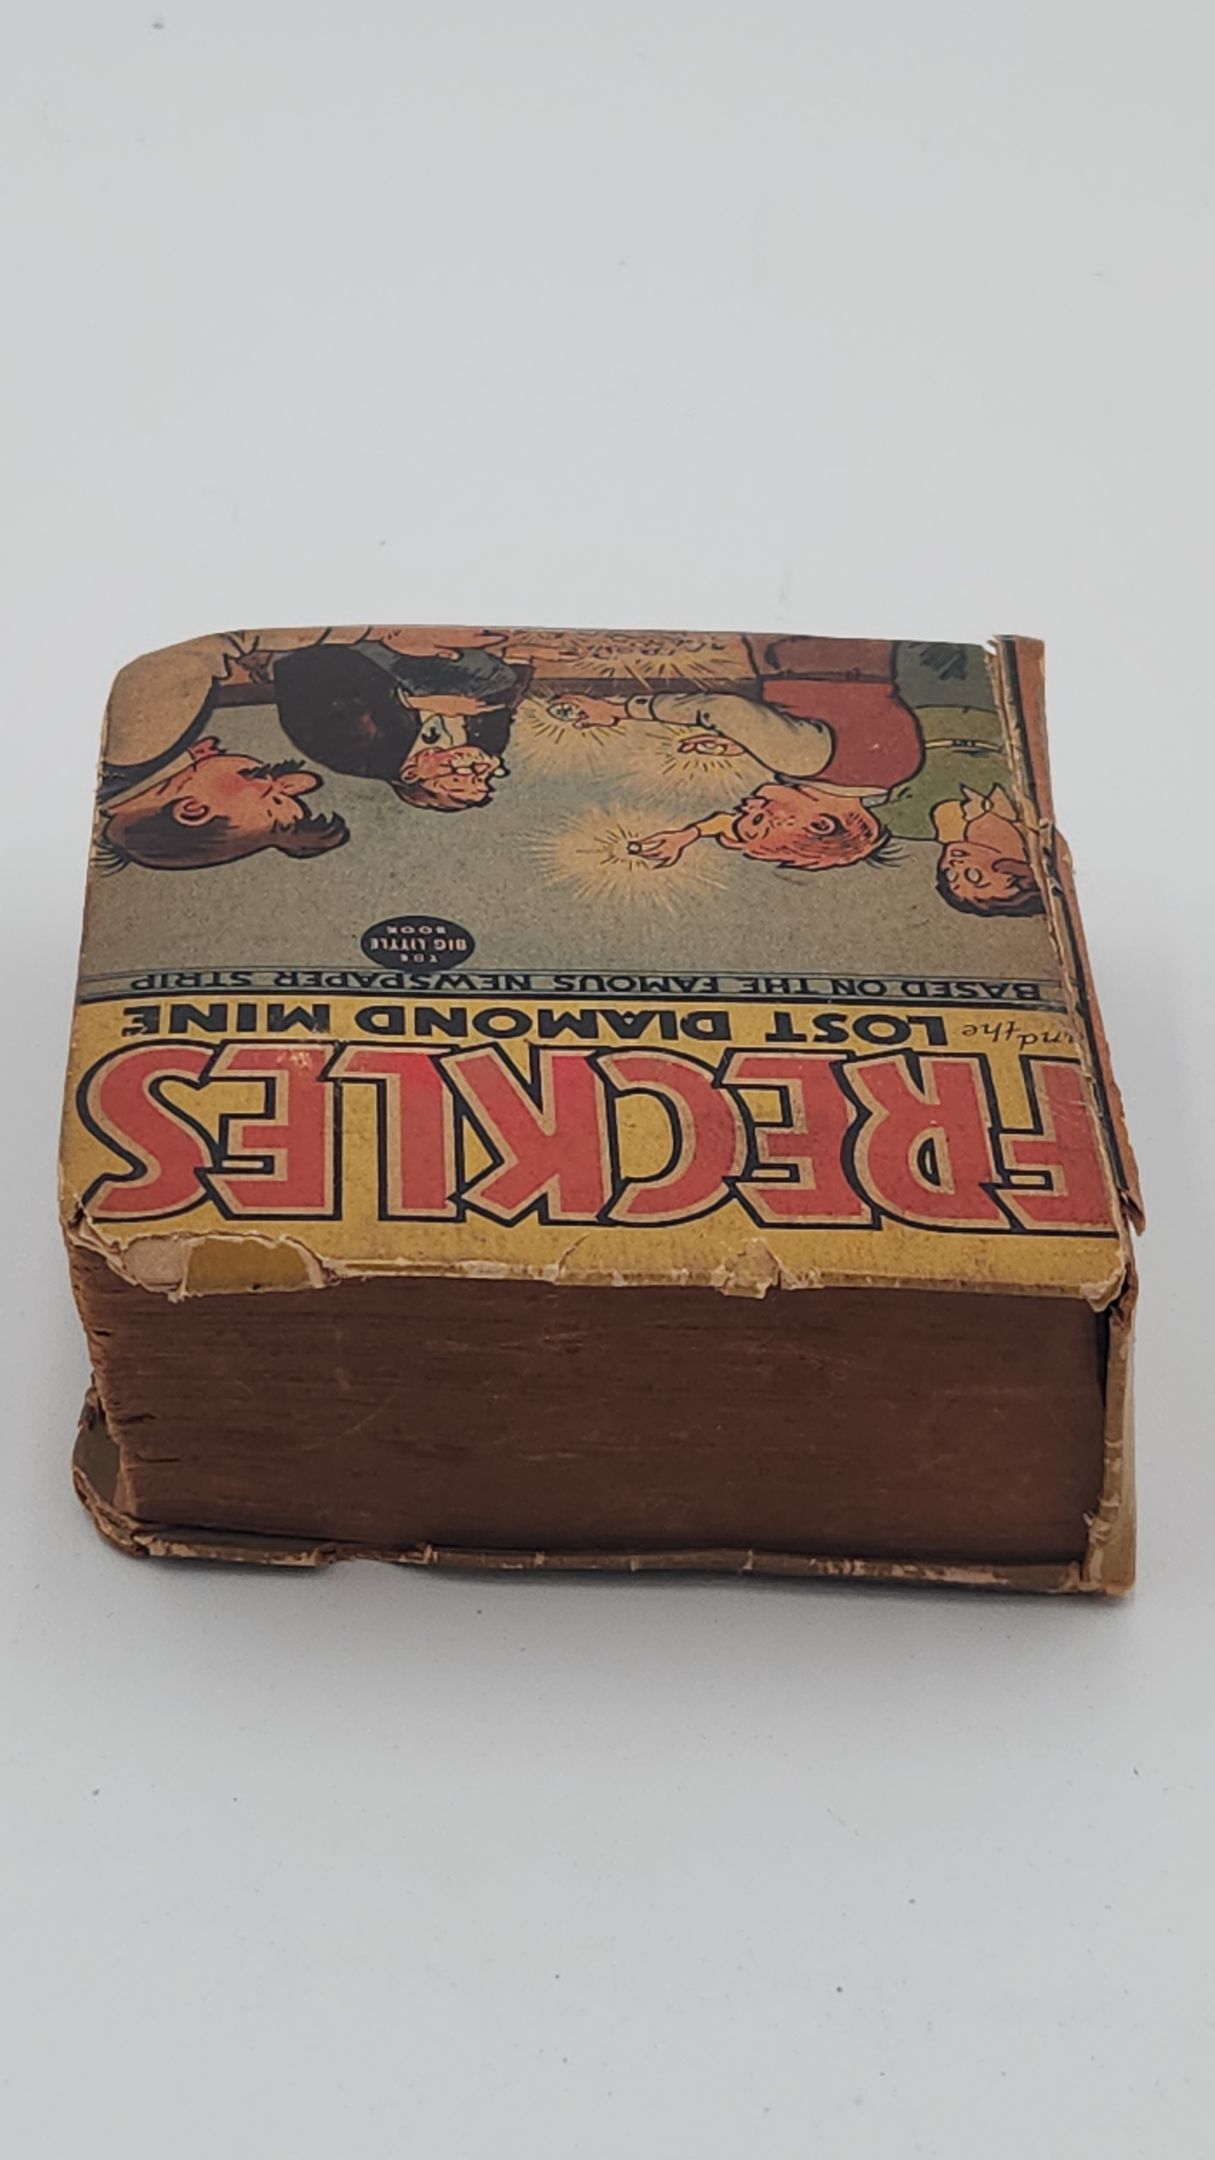 FRECKLES
and the LOST DIAMOND MINE
BASED ON THE FAMOUS NEWSPAPER STRIP
THE
BIG LITTLE
BOOK